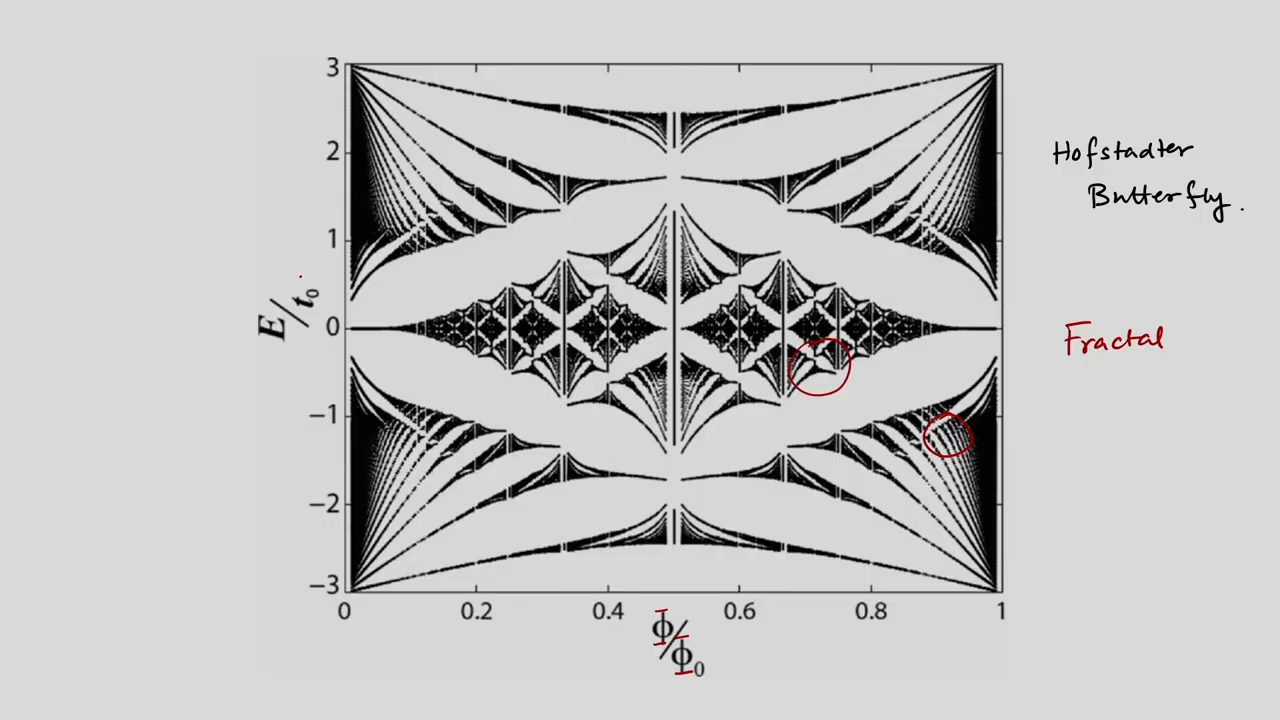 3
2
1
0
−1
−2
−3
E/t₀
0
0.2
0.4
0.6
0.8
1
ϕ/ϕ₀
Hofstadter
Butterfly.
Fractal